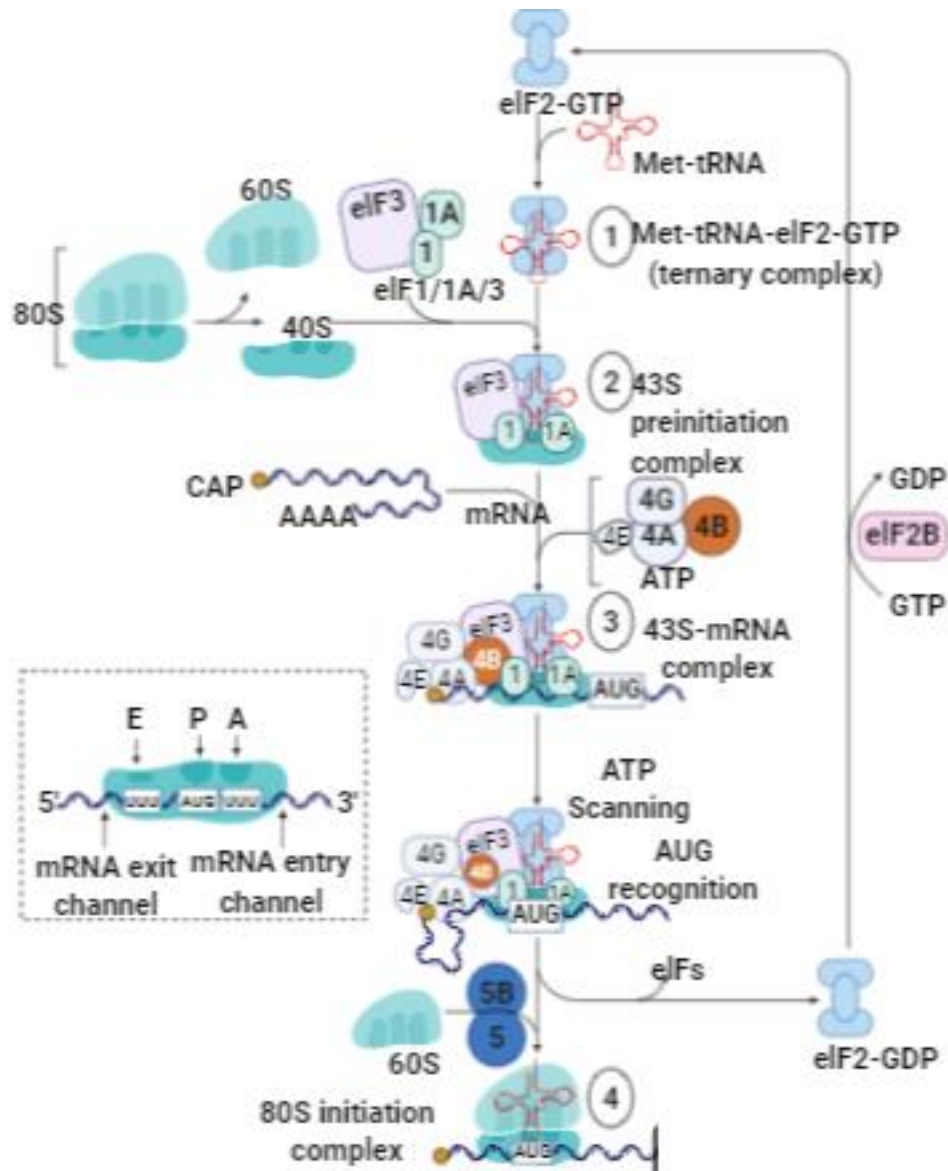 eIF2-GTP
Met-tRNA
60S
eIF3
1A
1
eIF1/1A/3
1
Met-tRNA-eIF2-GTP
(ternary complex)
80S
40S
eIF3
1
1A
2
43S
preinitiation
complex
CAP
AAAA
mRNA
4G
4E
4A
4B
ATP
GDP
eIF2B
GTP
4G
eIF3
4B
4E
4A
1
1A
AUG
3
43S-mRNA
complex
E
P
A
5'
UUU
AUG
UUU
3'
mRNA exit
channel
mRNA entry
channel
ATP
Scanning
AUG
recognition
4G
eIF3
4B
4E
4A
1
1A
AUG
eIFs
5B
5
60S
eIF2-GDP
80S initiation
complex
4
AUG